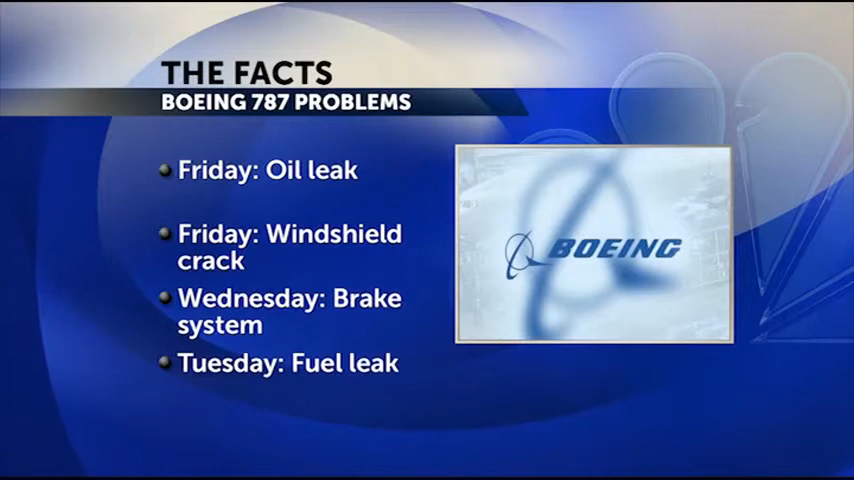 THE FACTS
BOEING 787 PROBLEMS
Friday: Oil leak
Friday: Windshield
crack
Wednesday: Brake
system
Tuesday: Fuel leak
BOEING